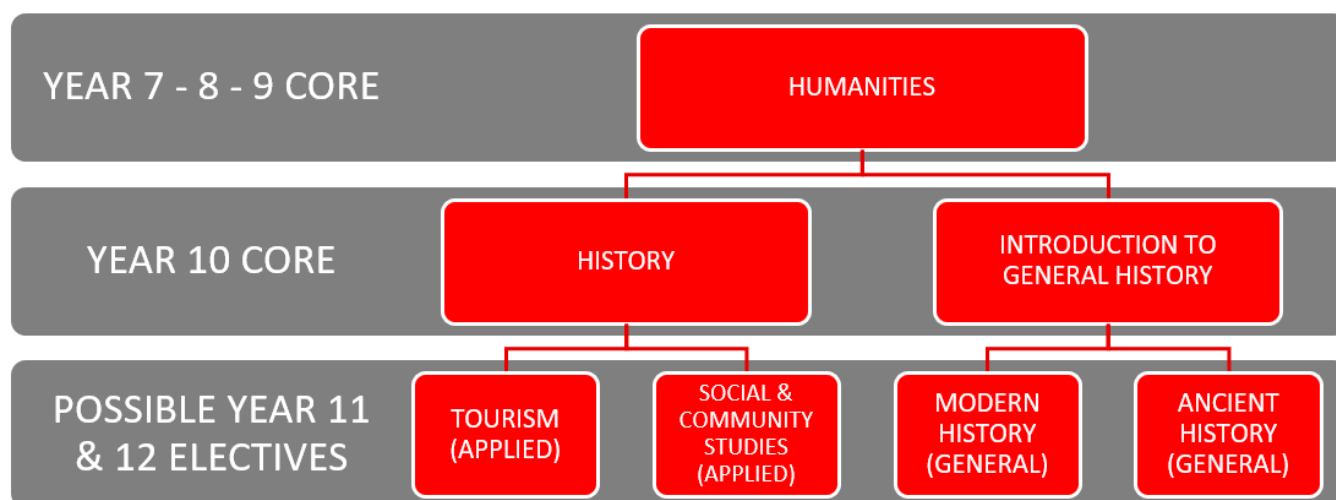 YEAR 7 - 8 - 9 CORE
HUMANITIES
YEAR 10 CORE
HISTORY
INTRODUCTION TO
GENERAL HISTORY
POSSIBLE YEAR 11
& 12 ELECTIVES
TOURISM
(APPLIED)
SOCIAL &
COMMUNITY
STUDIES
(APPLIED)
MODERN
HISTORY
(GENERAL)
ANCIENT
HISTORY
(GENERAL)